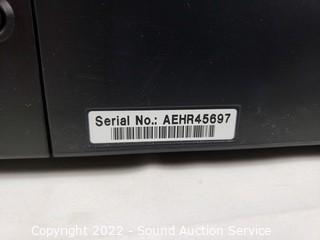 Serial No.: AEHR45697
Copyright 2022 - Sound Auction Service